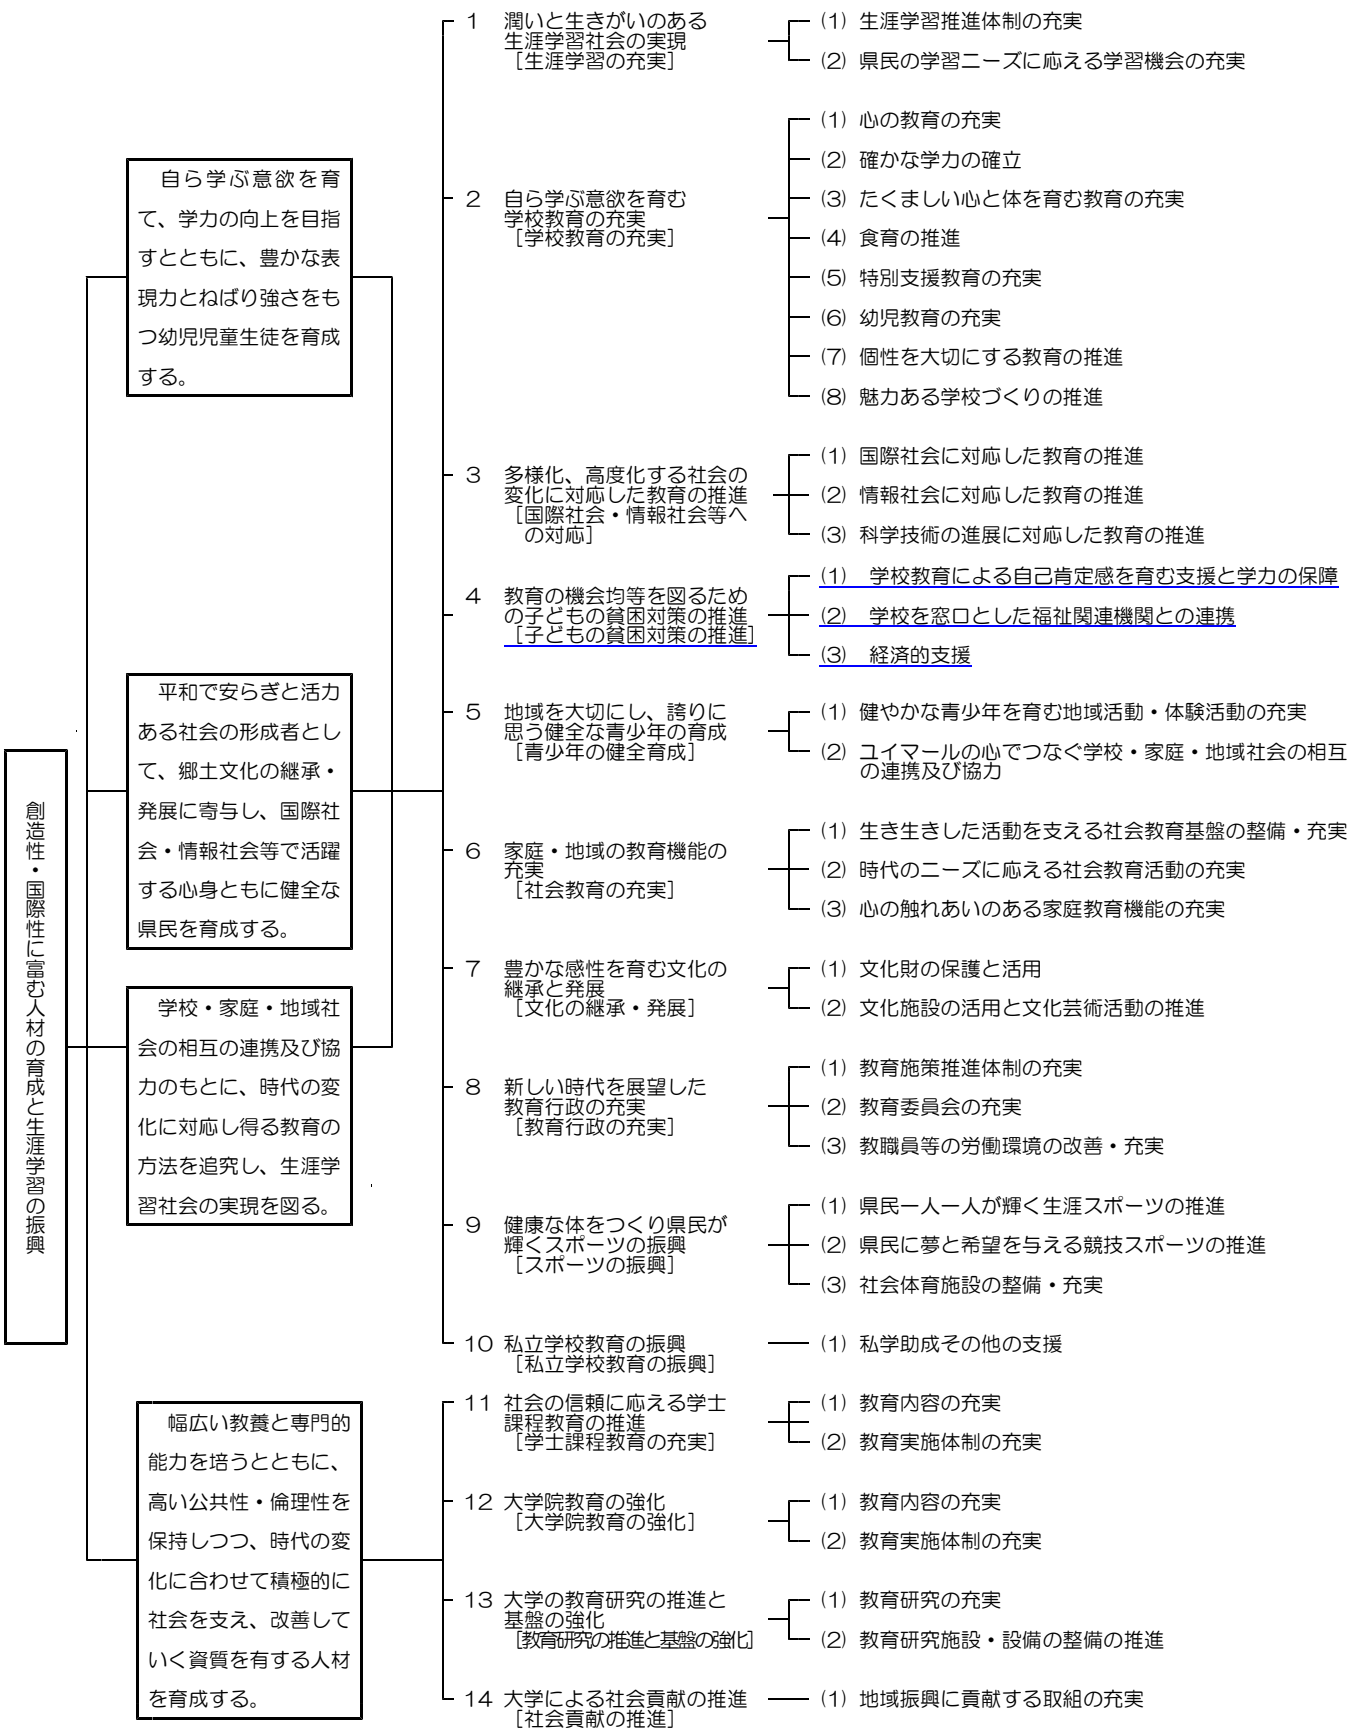 創造性・国際性に富む人材の育成と生涯学習の振興
自ら学ぶ意欲を育
て、学力の向上を目指
すとともに、豊かな表
現力とねばり強さをも
つ幼児児童生徒を育成
する。
平和で安らぎと活力
ある社会の形成者とし
て、郷土文化の継承・
発展に寄与し、国際社
会・情報社会等で活躍
する心身ともに健全な
県民を育成する。
学校・家庭・地域社
会の相互の連携及び協
力のもとに、時代の変
化に対応し得る教育の
方法を追究し、生涯学
習社会の実現を図る。
幅広い教養と専門的
能力を培うとともに、
高い公共性・倫理性を
保持しつつ、時代の変
化に合わせて積極的に
社会を支え、改善して
いく資質を有する人材
を育成する。
1 潤いと生きがいのある
生涯学習社会の実現
［生涯学習の充実］
(1) 生涯学習推進体制の充実
(2) 県民の学習ニーズに応える学習機会の充実
2 自ら学ぶ意欲を育む
学校教育の充実
［学校教育の充実］
(1) 心の教育の充実
(2) 確かな学力の確立
(3) たくましい心と体を育む教育の充実
(4) 食育の推進
(5) 特別支援教育の充実
(6) 幼児教育の充実
(7) 個性を大切にする教育の推進
(8) 魅力ある学校づくりの推進
3 多様化、高度化する社会の
変化に対応した教育の推進
［国際社会・情報社会等へ
の対応］
(1) 国際社会に対応した教育の推進
(2) 情報社会に対応した教育の推進
(3) 科学技術の進展に対応した教育の推進
4 教育の機会均等を図るため
の子どもの貧困対策の推進
［子どもの貧困対策の推進］
(1) 学校教育による自己肯定感を育む支援と学力の保障
(2) 学校を窓口とした福祉関連機関との連携
(3) 経済的支援
5 地域を大切にし、誇りに
思う健全な青少年の育成
［青少年の健全育成］
(1) 健やかな青少年を育む地域活動・体験活動の充実
(2) ユイマールの心でつなぐ学校・家庭・地域社会の相互
の連携及び協力
6 家庭・地域の教育機能の
充実
［社会教育の充実］
(1) 生き生きした活動を支える社会教育基盤の整備・充実
(2) 時代のニーズに応える社会教育活動の充実
(3) 心の触れあいのある家庭教育機能の充実
7 豊かな感性を育む文化の
継承と発展
［文化の継承・発展］
(1) 文化財の保護と活用
(2) 文化施設の活用と文化芸術活動の推進
8 新しい時代を展望した
教育行政の充実
［教育行政の充実］
(1) 教育施策推進体制の充実
(2) 教育委員会の充実
(3) 教職員等の労働環境の改善・充実
9 健康な体をつくり県民が
輝くスポーツの振興
［スポーツの振興］
(1) 県民一人一人が輝く生涯スポーツの推進
(2) 県民に夢と希望を与える競技スポーツの推進
(3) 社会体育施設の整備・充実
10 私立学校教育の振興
［私立学校教育の振興］
(1) 私学助成その他の支援
11 社会の信頼に応える学士
課程教育の推進
［学士課程教育の充実］
(1) 教育内容の充実
(2) 教育実施体制の充実
12 大学院教育の強化
［大学院教育の強化］
(1) 教育内容の充実
(2) 教育実施体制の充実
13 大学の教育研究の推進と
基盤の強化
［教育研究の推進と基盤の強化］
(1) 教育研究の充実
(2) 教育研究施設・設備の整備の推進
14 大学による社会貢献の推進
［社会貢献の推進］
(1) 地域振興に貢献する取組の充実